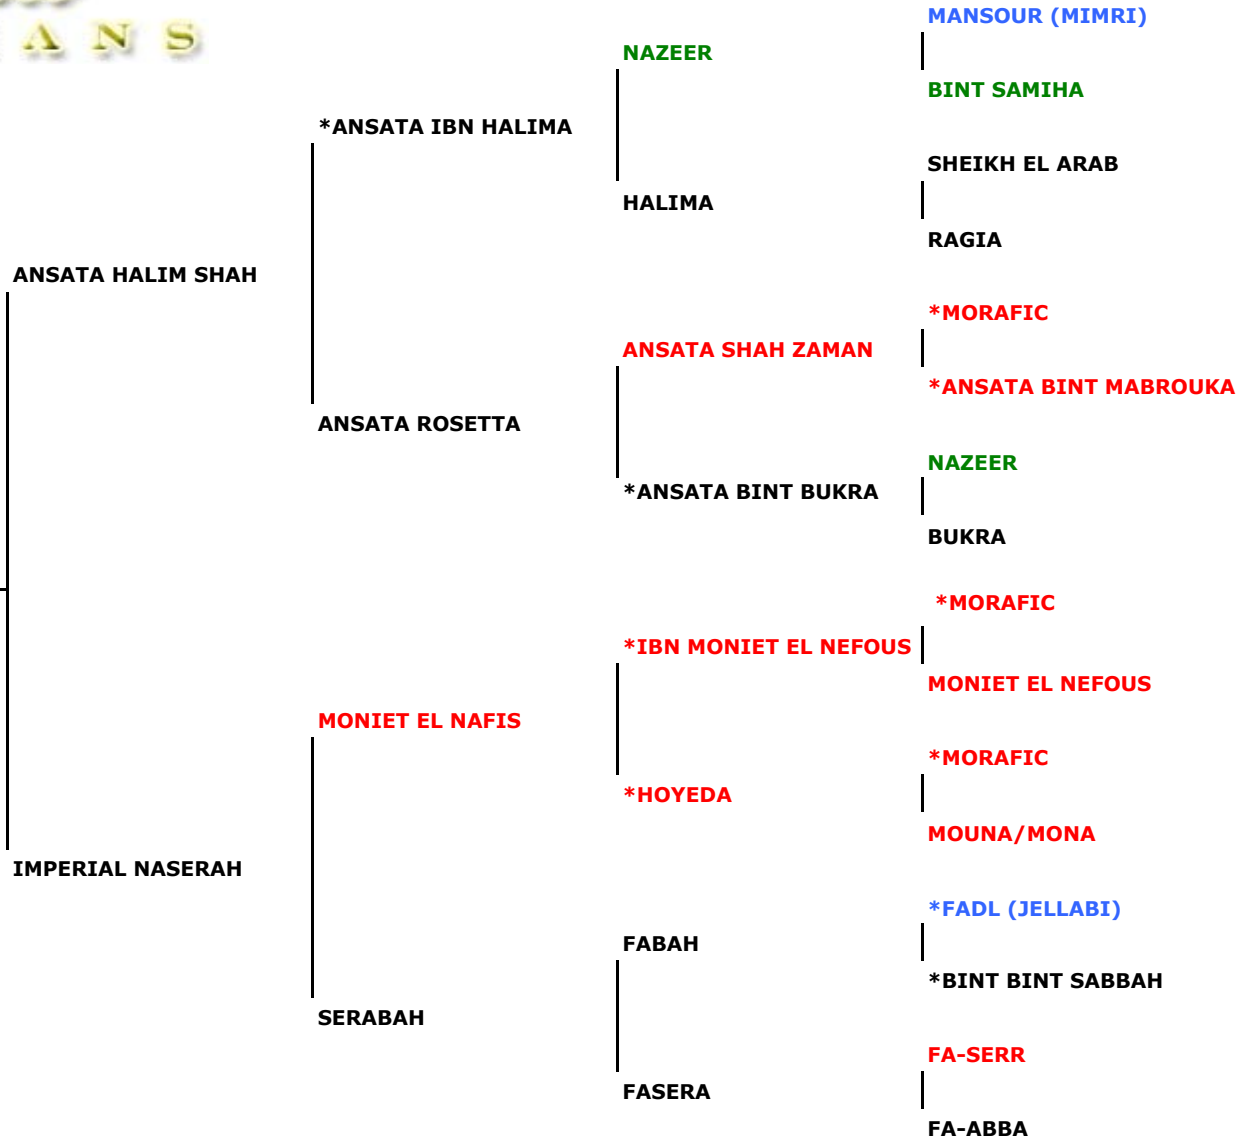 A N S
MANSOUR (MIMRI)
NAZEER
BINT SAMIHA
*ANSATA IBN HALIMA
SHEIKH EL ARAB
HALIMA
RAGIA
ANSATA HALIM SHAH
*MORAFIC
ANSATA SHAH ZAMAN
*ANSATA BINT MABROUKA
ANSATA ROSETTA
NAZEER
*ANSATA BINT BUKRA
BUKRA
*MORAFIC
*IBN MONIET EL NEFOUS
MONIET EL NEFOUS
MONIET EL NAFIS
*MORAFIC
*HOYEDA
MOUNA/MONA
IMPERIAL NASERAH
*FADL (JELLABI)
FABAH
*BINT BINT SABBAH
SERABAH
FA-SERR
FASERA
FA-ABBA